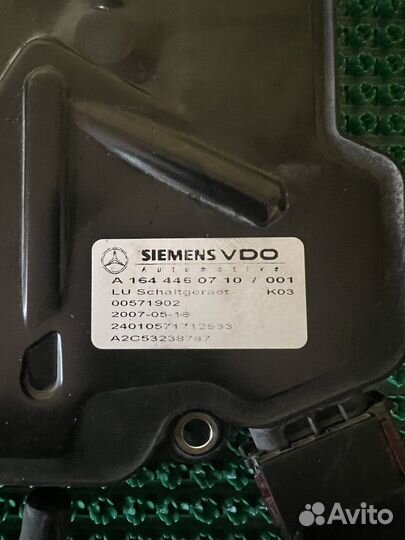 SIEMENS VDO
Automotive
A 164 446 07 10 / 001
LU Schaltgeraet K03
00571902
2007-05-18
24010571712933
A2C53238787
Avito